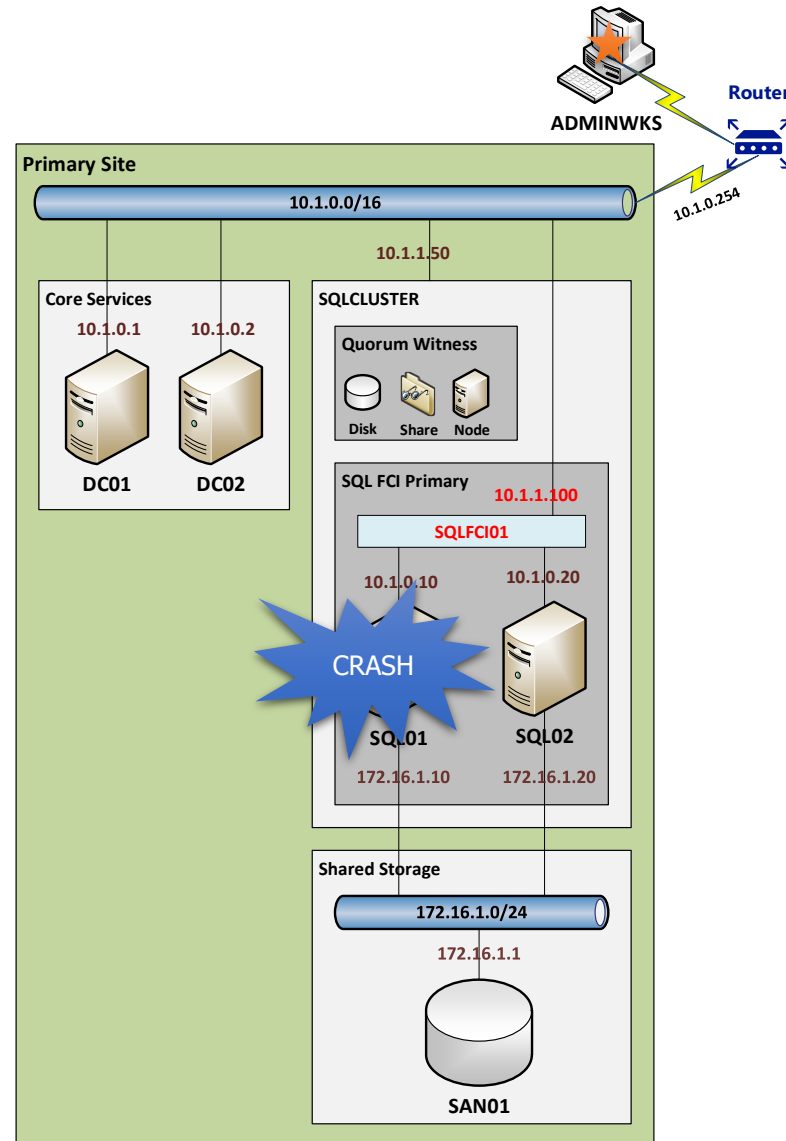 ADMINWKS
Router
10.1.0.254
Primary Site
10.1.0.0/16
10.1.1.50
Core Services
10.1.0.1
10.1.0.2
DC01
DC02
SQLCLUSTER
Quorum Witness
Disk
Share
Node
SQL FCI Primary
10.1.1.100
SQLFCI01
10.1.0.10
10.1.0.20
CRASH
SQL01
SQL02
172.16.1.10
172.16.1.20
Shared Storage
172.16.1.0/24
172.16.1.1
SAN01